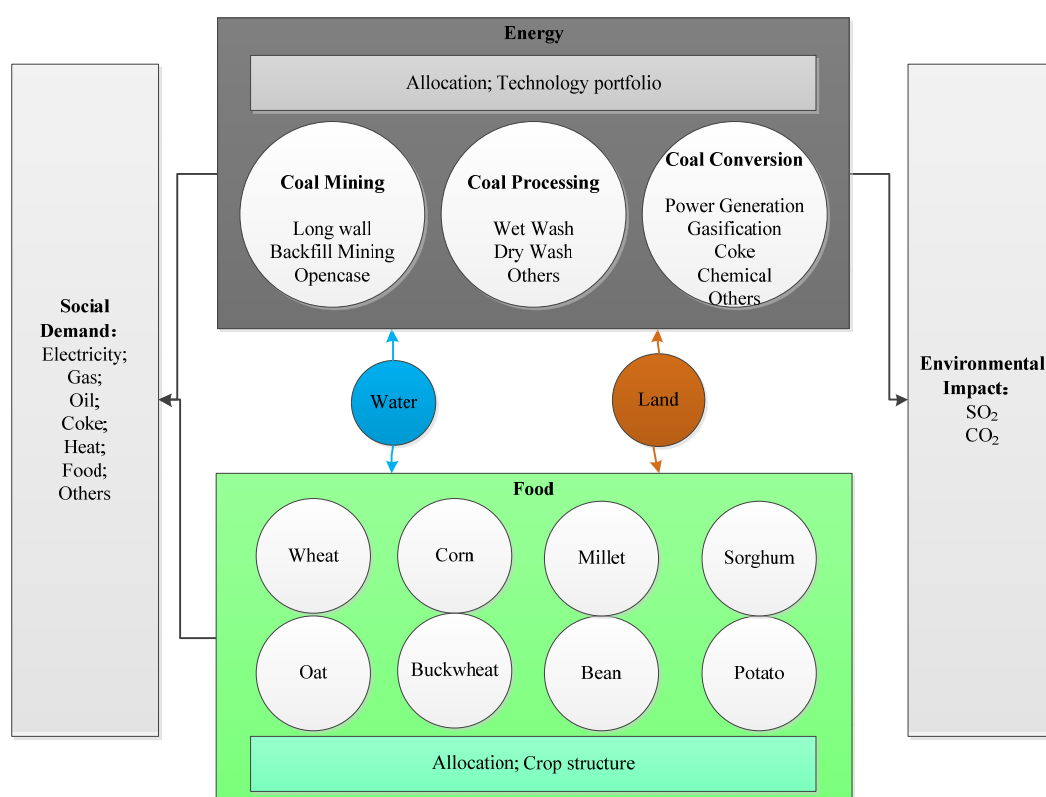 Energy
Allocation; Technology portfolio
Coal Mining
Long wall
Backfill Mining
Opencase
Coal Processing
Wet Wash
Dry Wash
Others
Coal Conversion
Power Generation
Gasification
Coke
Chemical
Others
Social
Demand：
Electricity;
Gas;
Oil;
Coke;
Heat;
Food;
Others
Water
Land
Environmental
Impact：
SO₂
CO₂
Food
Wheat
Corn
Millet
Sorghum
Oat
Buckwheat
Bean
Potato
Allocation; Crop structure